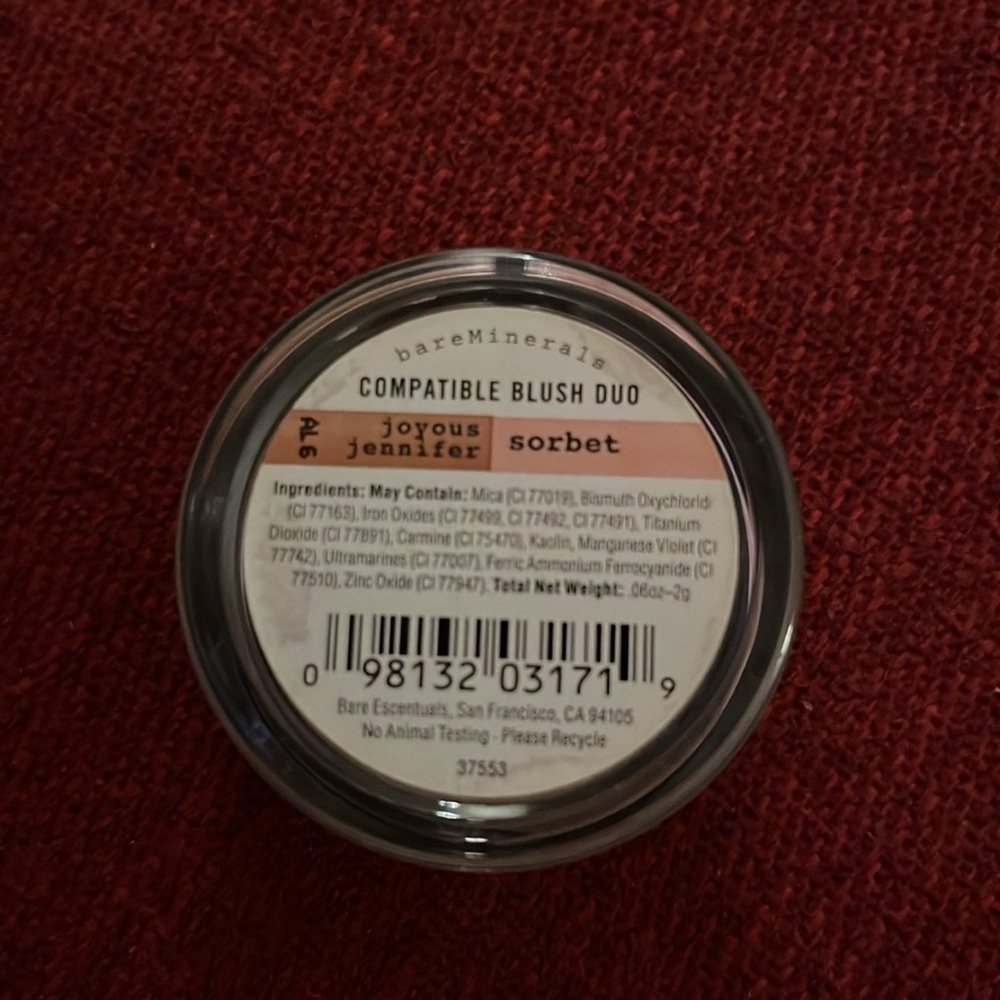 bareMinerals
COMPATIBLE BLUSH DUO
AL6
joyous
jennifer
sorbet
Ingredients: May Contain: Mica (CI 77019), Bismuth Oxychlorid
(CI 77163), Iron Oxides (CI 77499, CI 77492, CI 77491), Titanium
Dioxide (CI 77891), Carmine (CI 75470), Kaolin, Manganese Violet (CI
77742), Ultramarines (CI 77007), Ferric Ammonium Ferrocyanide (CI
77510), Zinc Oxide (CI 77947). Total Net Weight: .06oz–2g
0 98132 03171 9
Bare Escentuals, San Francisco, CA 94105
No Animal Testing - Please Recycle
37553